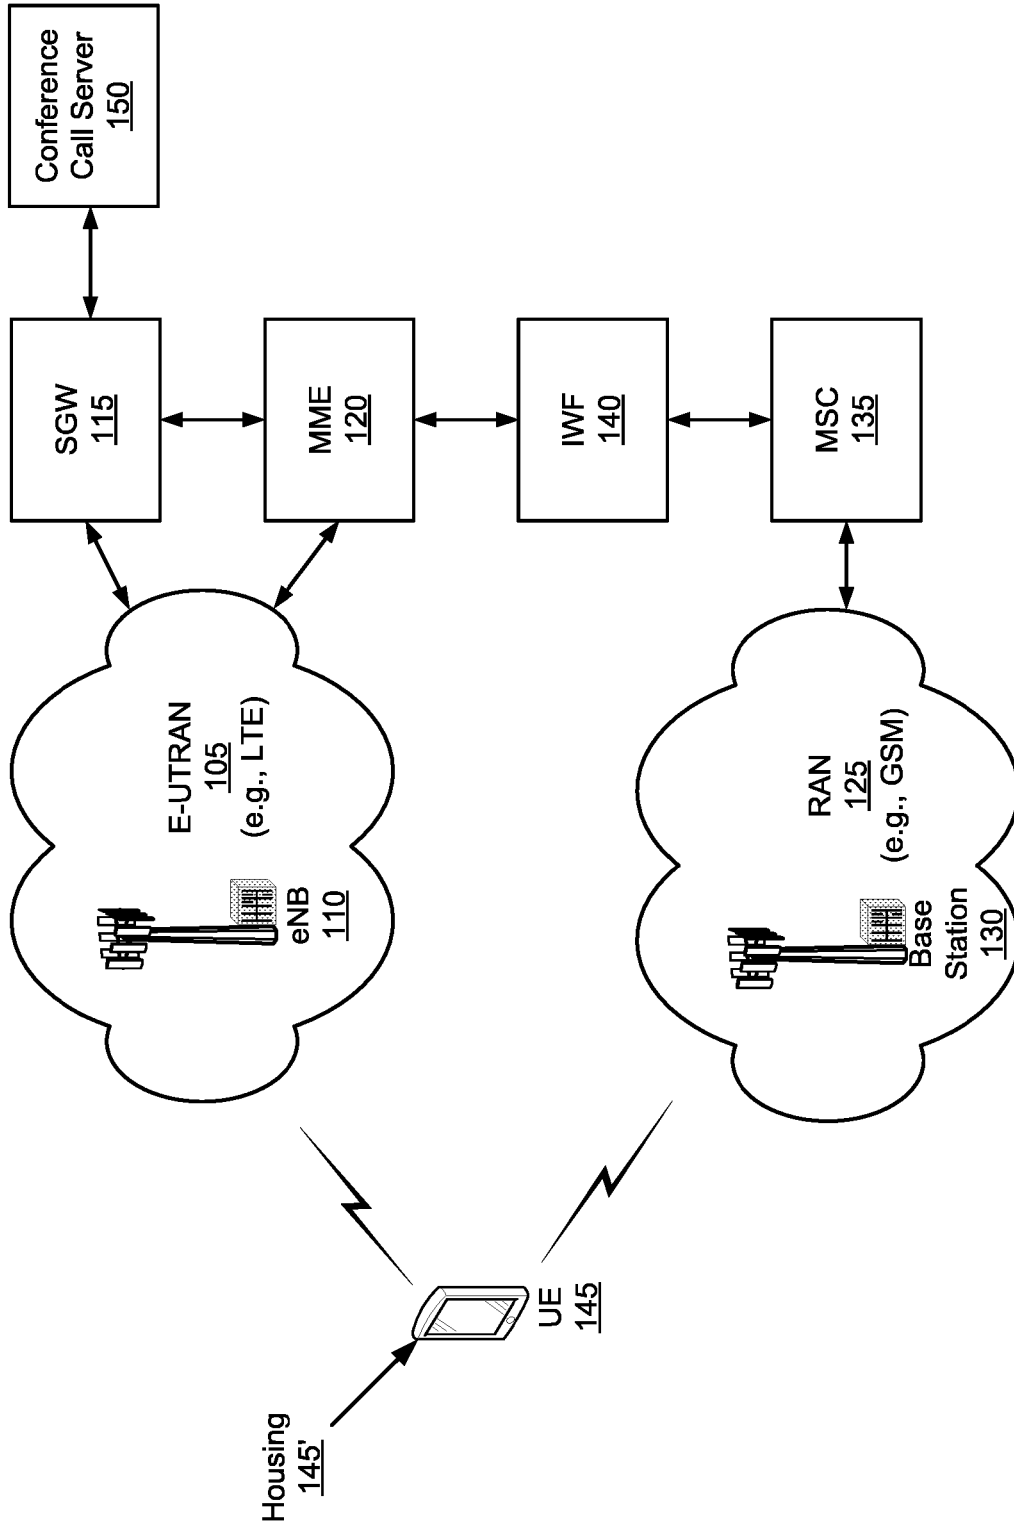 Conference
Call Server
150
SGW
115
MME
120
IWF
140
MSC
135
E-UTRAN
105
(e.g., LTE)
eNB
110
RAN
125
(e.g., GSM)
Base
Station
130
UE
145
Housing
145'